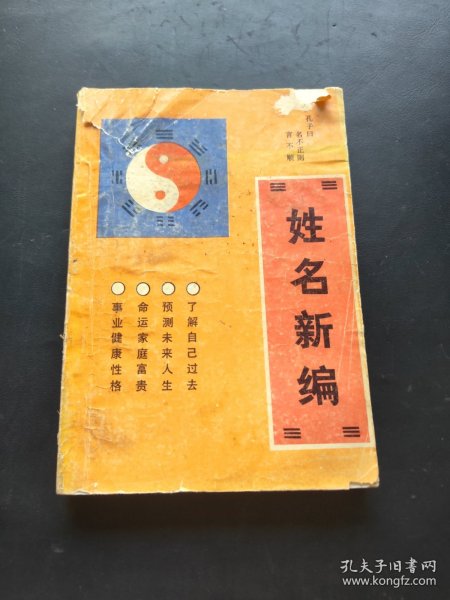 孔子曰
名不正则
言不顺
姓名新编
了解自己过去
预测未来人生
命运家庭富贵
事业健康性格
孔夫子旧书网
www.kongfz.com